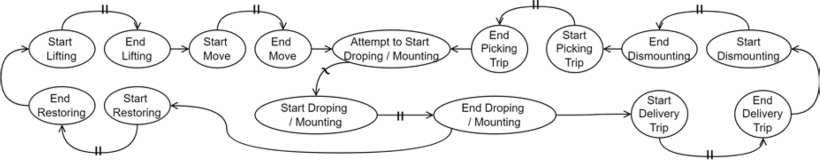 Start
Lifting
End
Lifting
Start
Move
End
Move
Attempt to Start
Droping / Mounting
End
Picking
Trip
Start
Picking
Trip
End
Dismounting
Start
Dismounting
End
Restoring
Start
Restoring
Start Droping
/ Mounting
End Droping
/ Mounting
Start
Delivery
Trip
End
Delivery
Trip